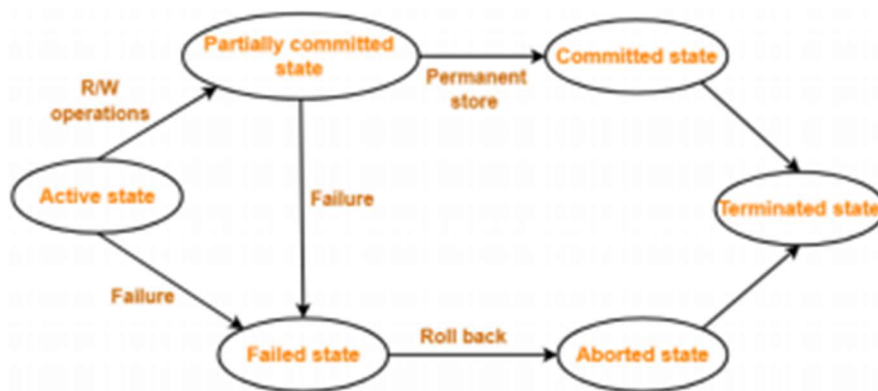 Partially committed
state
Committed state
Permanent
store
R/W
operations
Active state
Failure
Terminated state
Failure
Roll back
Failed state
Aborted state